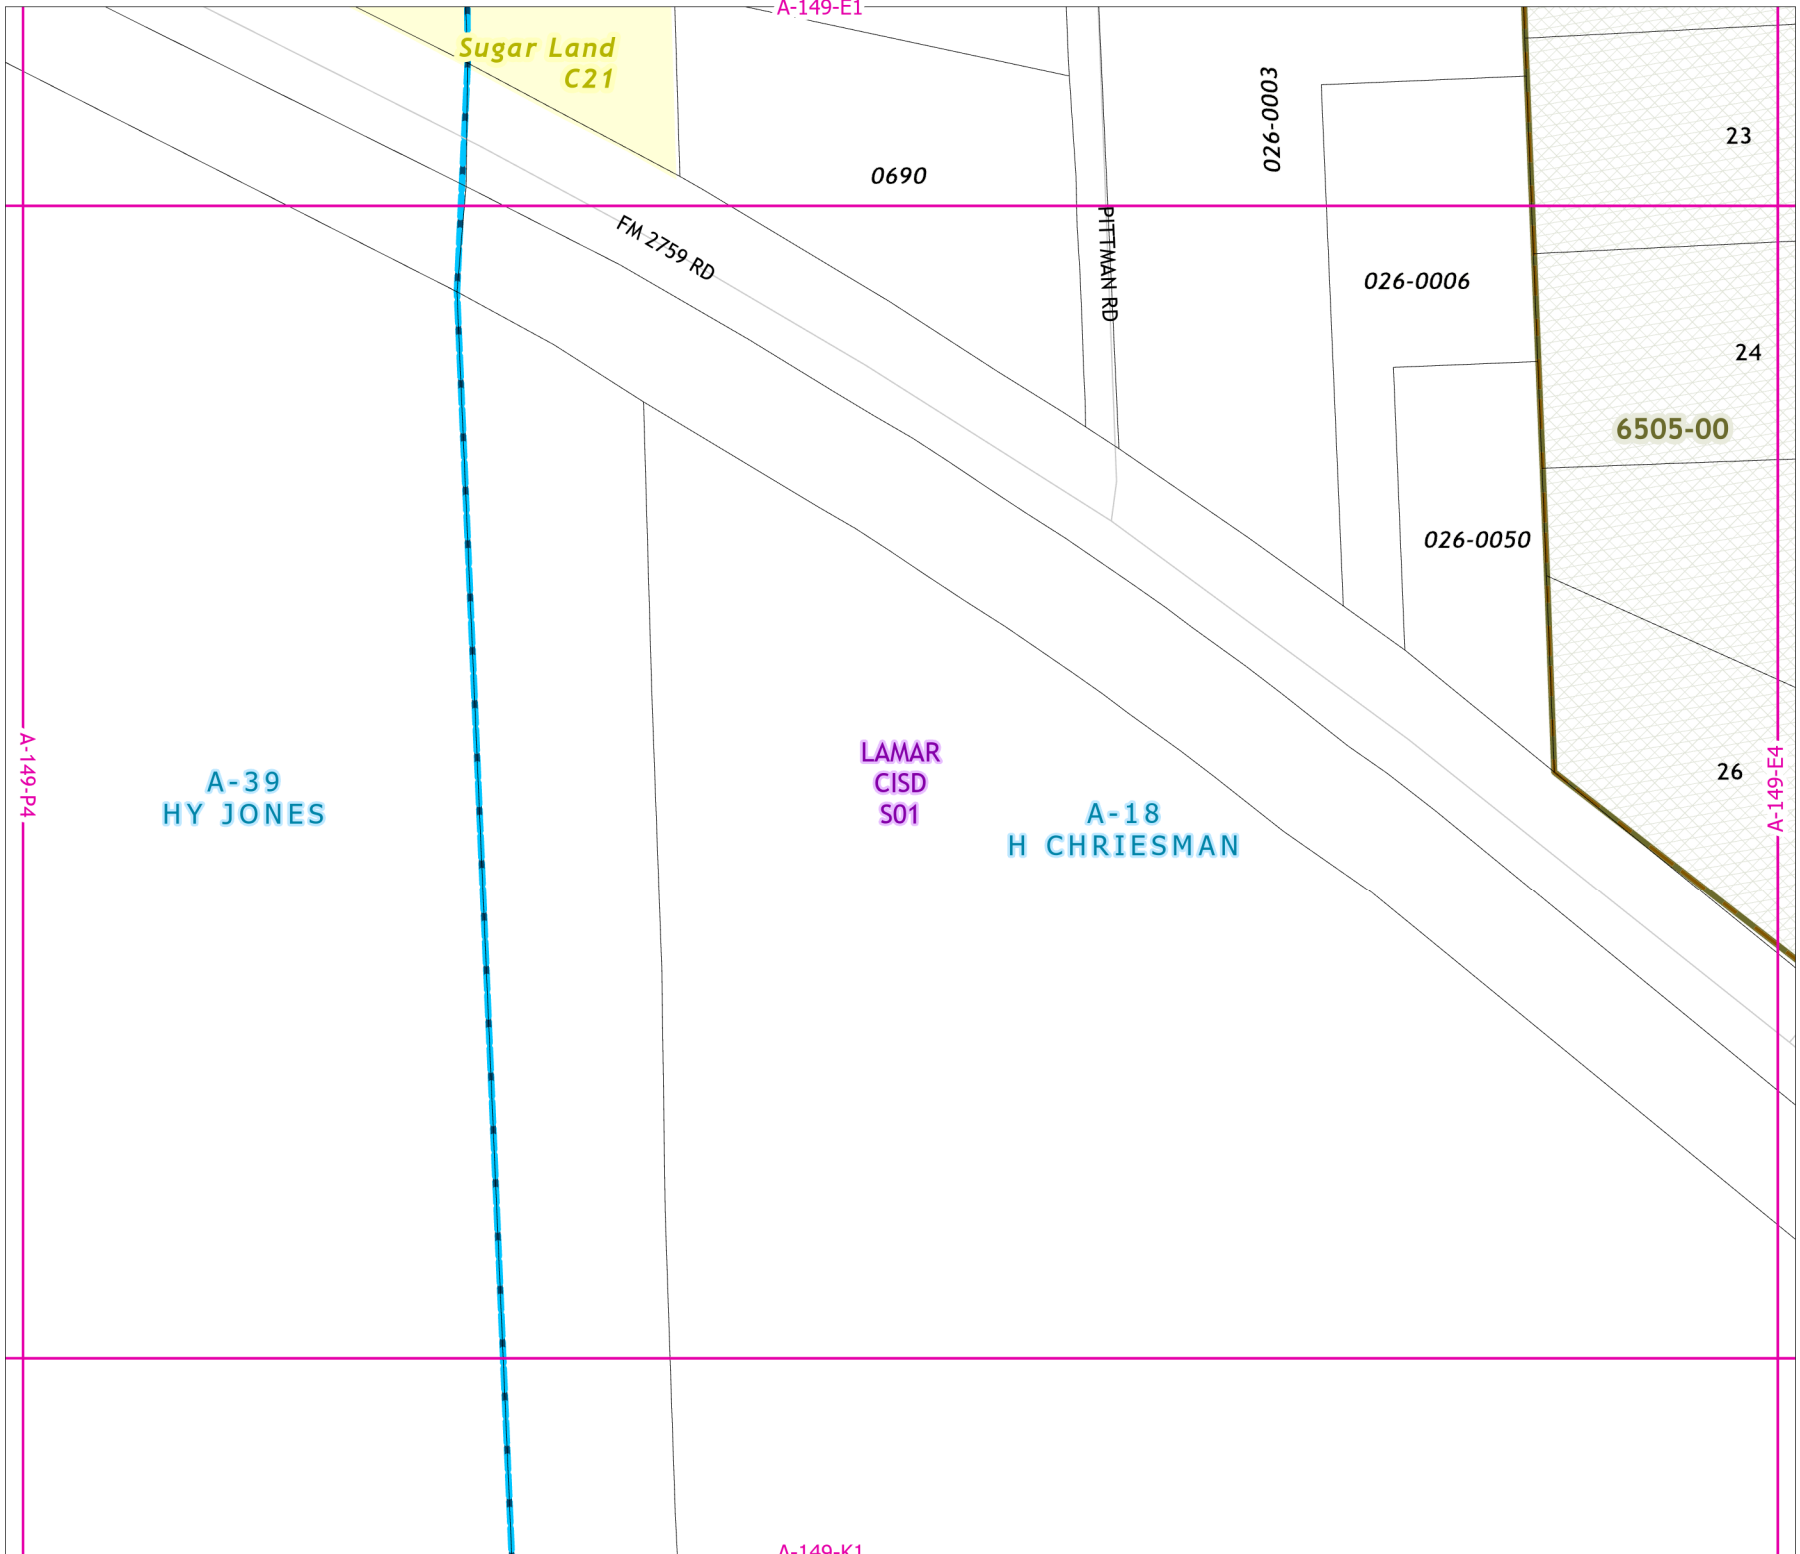 A-149-E1
Sugar Land
C21
026-0003
23
0690
FM 2759 RD
PITTMAN RD
026-0006
24
6505-00
026-0050
A-149-P4
LAMAR
CISD
S01
A-39
HY JONES
A-18
H CHRIESMAN
26
A-149-E4
A-149-K1